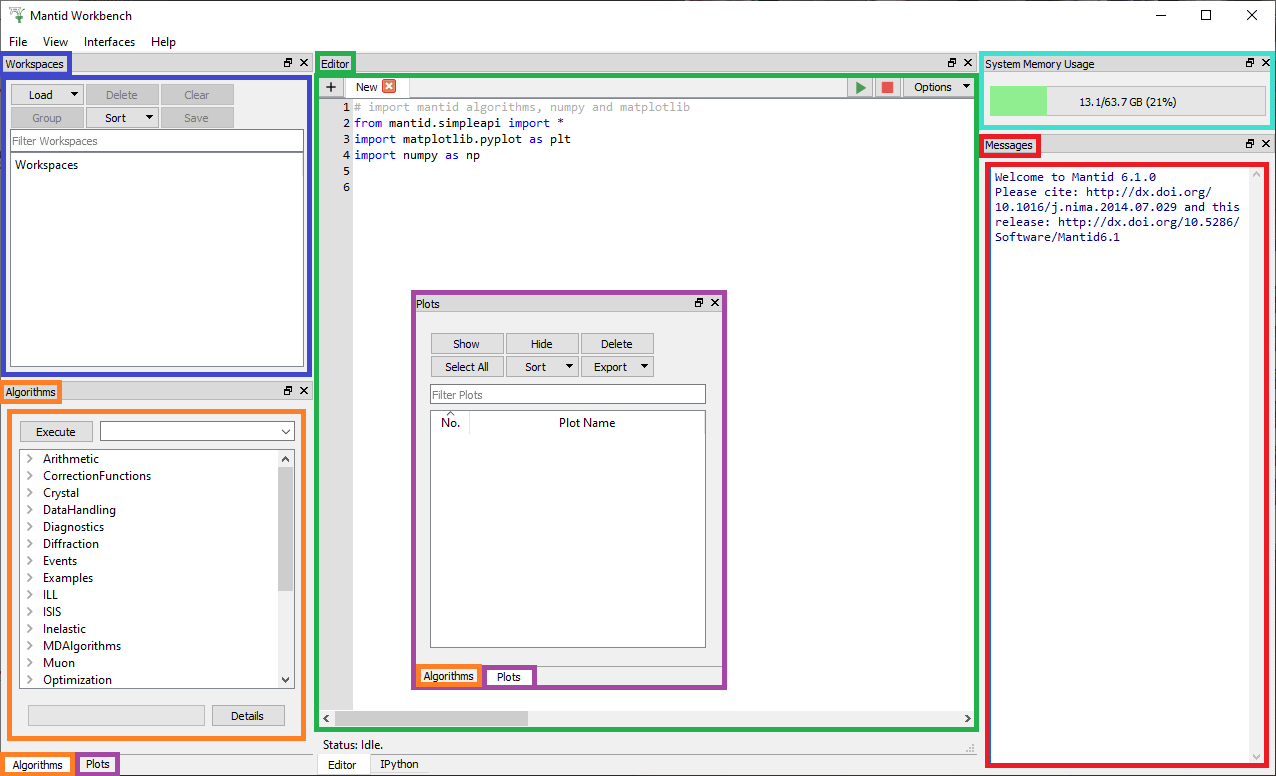 Mantid Workbench
File View Interfaces Help
Workspaces
Load Delete Clear
Group Sort Save
Filter Workspaces
Workspaces
Algorithms
Execute
Arithmetic
CorrectionFunctions
Crystal
DataHandling
Diagnostics
Diffraction
Events
Examples
ILL
ISIS
Inelastic
MDAlgorithms
Muon
Optimization
Details
Algorithms Plots
Editor
+ New Options
1 # import mantid algorithms, numpy and matplotlib
2 from mantid.simpleapi import *
3 import matplotlib.pyplot as plt
4 import numpy as np
5
6
Plots
Show Hide Delete
Select All Sort Export
Filter Plots
No. Plot Name
Algorithms Plots
Status: Idle.
Editor IPython
System Memory Usage
13.1/63.7 GB (21%)
Messages
Welcome to Mantid 6.1.0
Please cite: http://dx.doi.org/
10.1016/j.nima.2014.07.029 and this
release: http://dx.doi.org/10.5286/
Software/Mantid6.1